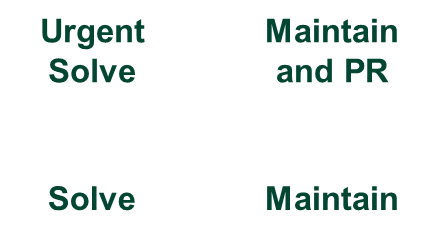 Urgent
Solve
Maintain
and PR
Solve
Maintain